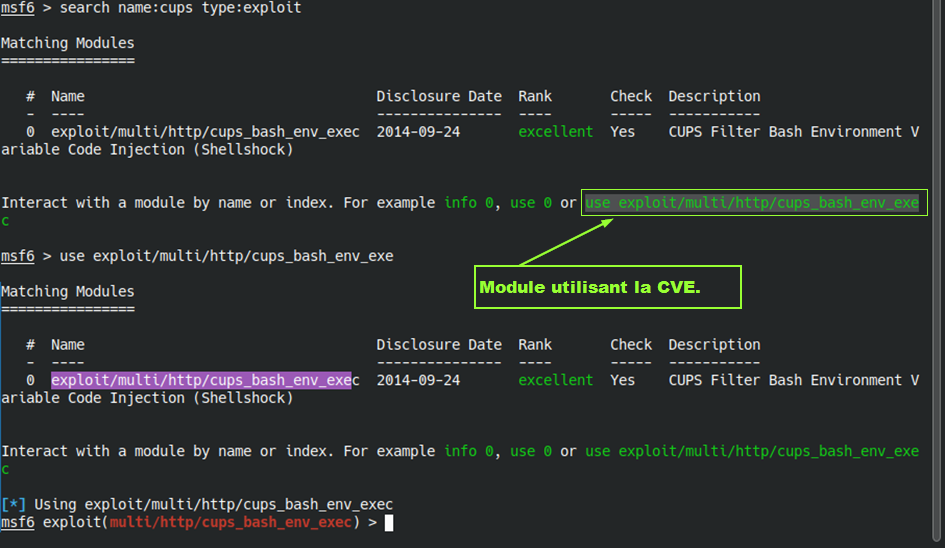 msf6 > search name:cups type:exploit
Matching Modules
================
#  Name                                 Disclosure Date  Rank       Check  Description
-  ----                                 ---------------  ----       -----  -----------
0  exploit/multi/http/cups_bash_env_exec  2014-09-24       excellent  Yes    CUPS Filter Bash Environment V
ariable Code Injection (Shellshock)
Interact with a module by name or index. For example info 0, use 0 or use exploit/multi/http/cups_bash_env_exe
c
msf6 > use exploit/multi/http/cups_bash_env_exe
Module utilisant la CVE.
Matching Modules
================
#  Name                                 Disclosure Date  Rank       Check  Description
-  ----                                 ---------------  ----       -----  -----------
0  exploit/multi/http/cups_bash_env_exec  2014-09-24       excellent  Yes    CUPS Filter Bash Environment V
ariable Code Injection (Shellshock)
Interact with a module by name or index. For example info 0, use 0 or use exploit/multi/http/cups_bash_env_exe
c
[*] Using exploit/multi/http/cups_bash_env_exec
msf6 exploit(multi/http/cups_bash_env_exec) >